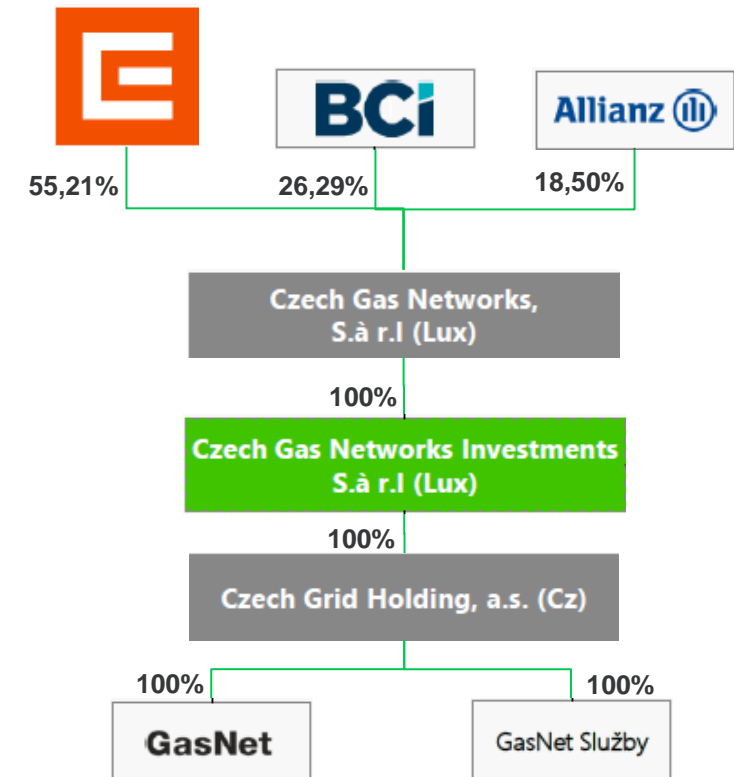 BCi
Allianz
55,21%
26,29%
18,50%
Czech Gas Networks,
S.à r.l (Lux)
100%
Czech Gas Networks Investments
S.à r.l (Lux)
100%
Czech Grid Holding, a.s. (Cz)
100%
100%
GasNet
GasNet Služby